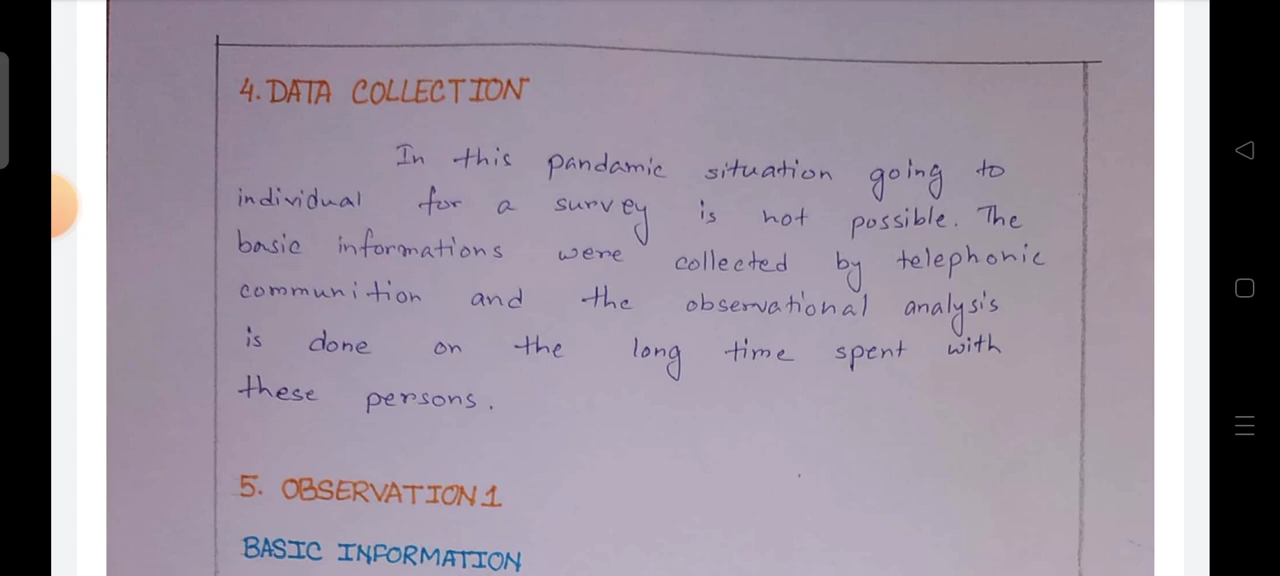 4. DATA COLLECTION
In this pandamic situation going to
individual for a survey is not possible. The
basic informations were collected by telephonic
communition and the observational analysis
is done on the long time spent with
these persons.
5. OBSERVATION 1
BASIC INFORMATION